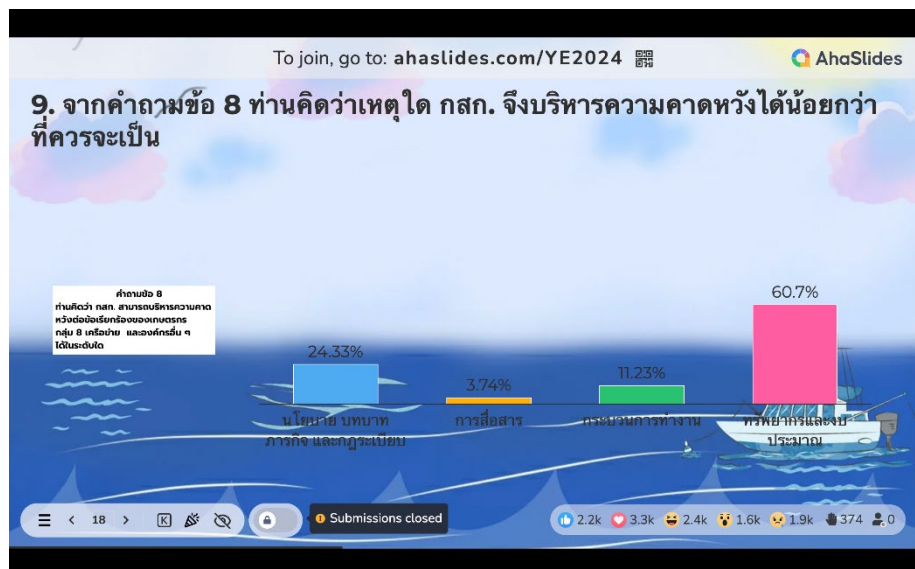 To join, go to: ahaslides.com/YE2024
AhaSlides
9. จากคำถามข้อ 8 ท่านคิดว่าเหตุใด กสก. จึงบริหารความคาดหวังได้น้อยกว่า
ที่ควรจะเป็น
คำถามข้อ 8
ท่านคิดว่า กสก. สามารถบริหารความคาด
หวังต่อข้อเรียกร้องของเกษตรกร
กลุ่ม 8 เครือข่าย และองค์กรอื่น ๆ
ได้ในระดับใด
24.33%
3.74%
11.23%
60.7%
นโยบาย บทบาท
ภารกิจ และกฎระเบียบ
การสื่อสาร
กระบวนการทำงาน
ทรัพยากรและงบ
ประมาณ
18
K
Submissions closed
2.2k 3.3k 2.4k 1.6k 1.9k 374 0